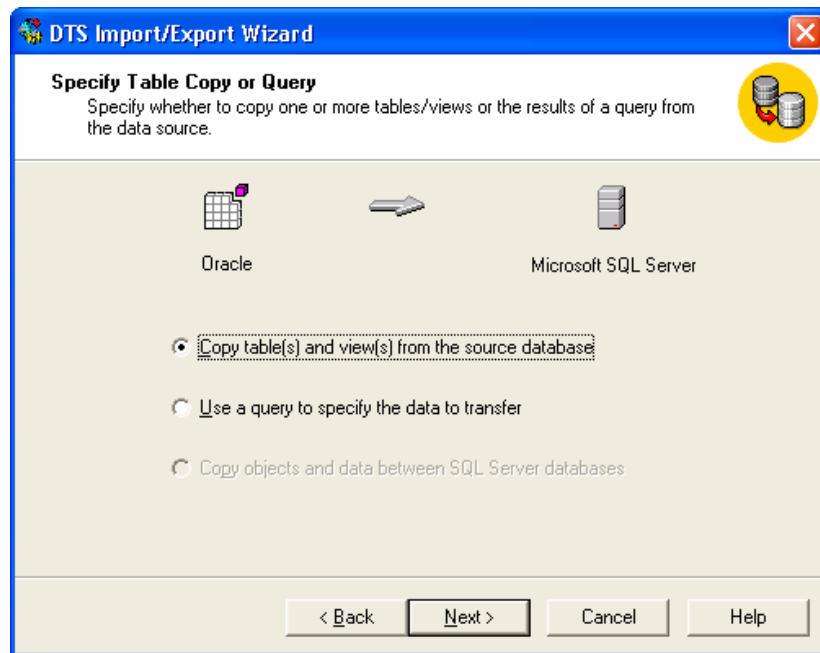 DTS Import/Export Wizard
Specify Table Copy or Query
Specify whether to copy one or more tables/views or the results of a query from
the data source.
Oracle
Microsoft SQL Server
Copy table(s) and view(s) from the source database
Use a query to specify the data to transfer
Copy objects and data between SQL Server databases
< Back
Next >
Cancel
Help